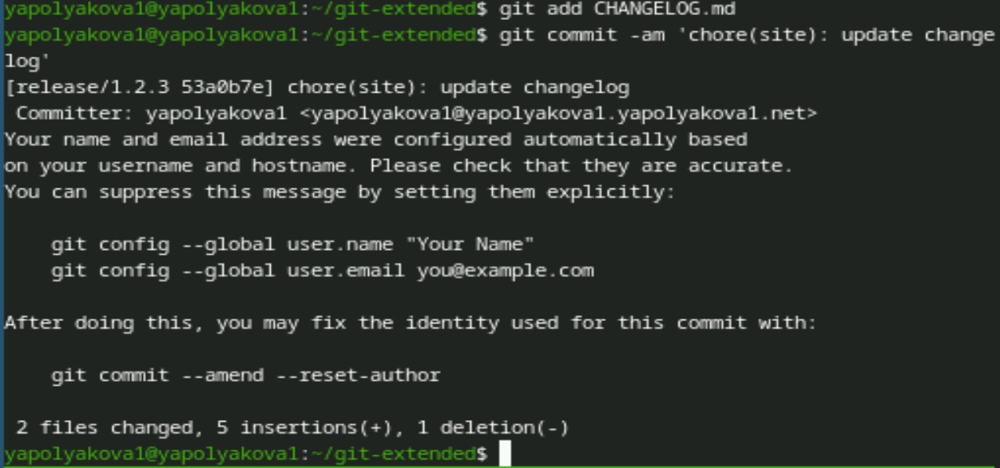 yapolyakova1@yapolyakova1:~/git-extended$ git add CHANGELOG.md
yapolyakova1@yapolyakova1:~/git-extended$ git commit -am 'chore(site): update change
log'
[release/1.2.3 53a0b7e] chore(site): update changelog
 Committer: yapolyakova1 <yapolyakova1@yapolyakova1.yapolyakova1.net>
Your name and email address were configured automatically based
on your username and hostname. Please check that they are accurate.
You can suppress this message by setting them explicitly:
    git config --global user.name "Your Name"
    git config --global user.email you@example.com
After doing this, you may fix the identity used for this commit with:
    git commit --amend --reset-author
 2 files changed, 5 insertions(+), 1 deletion(-)
yapolyakova1@yapolyakova1:~/git-extended$